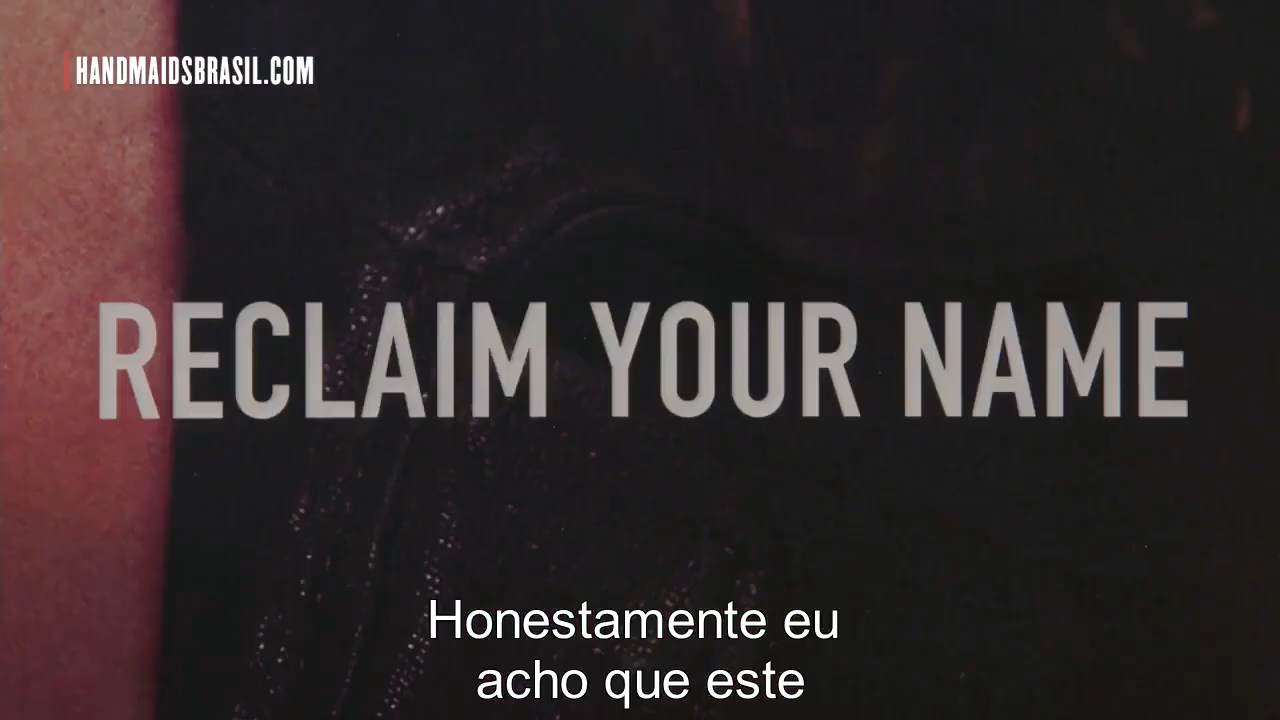 HANDMAIDSBRASIL.COM
RECLAIM YOUR NAME
Honestamente eu
acho que este